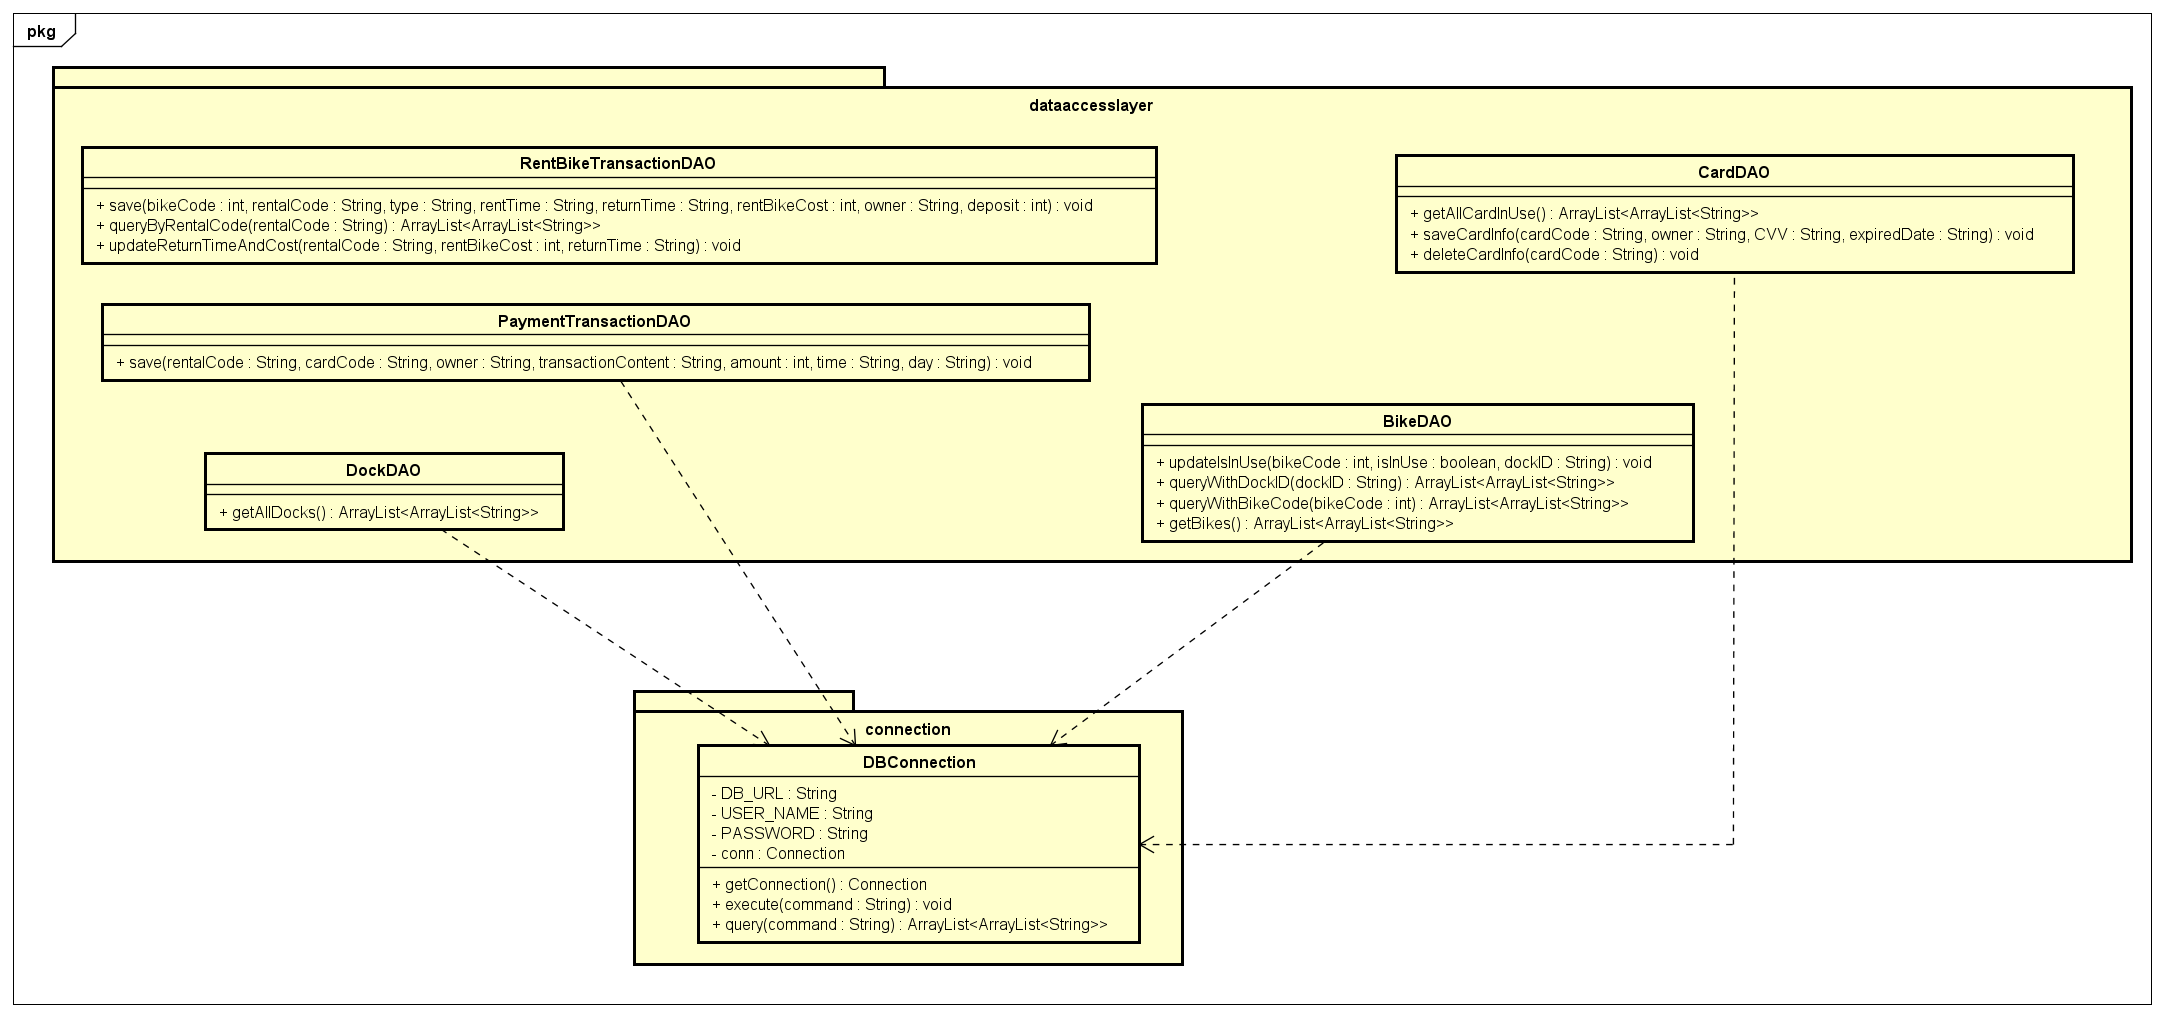 pkg
dataaccesslayer
RentBikeTransactionDAO
+ save(bikeCode : int, rentalCode : String, type : String, rentTime : String, returnTime : String, rentBikeCost : int, owner : String, deposit : int) : void
+ queryByRentalCode(rentalCode : String) : ArrayList<ArrayList<String>>
+ updateReturnTimeAndCost(rentalCode : String, rentBikeCost : int, returnTime : String) : void
CardDAO
+ getAllCardInUse() : ArrayList<ArrayList<String>>
+ saveCardInfo(cardCode : String, owner : String, CVV : String, expiredDate : String) : void
+ deleteCardInfo(cardCode : String) : void
PaymentTransactionDAO
+ save(rentalCode : String, cardCode : String, owner : String, transactionContent : String, amount : int, time : String, day : String) : void
BikeDAO
+ updateIsInUse(bikeCode : int, isInUse : boolean, dockID : String) : void
+ queryWithDockID(dockID : String) : ArrayList<ArrayList<String>>
+ queryWithBikeCode(bikeCode : int) : ArrayList<ArrayList<String>>
+ getBikes() : ArrayList<ArrayList<String>>
DockDAO
+ getAllDocks() : ArrayList<ArrayList<String>>
connection
DBConnection
- DB_URL : String
- USER_NAME : String
- PASSWORD : String
- conn : Connection
+ getConnection() : Connection
+ execute(command : String) : void
+ query(command : String) : ArrayList<ArrayList<String>>